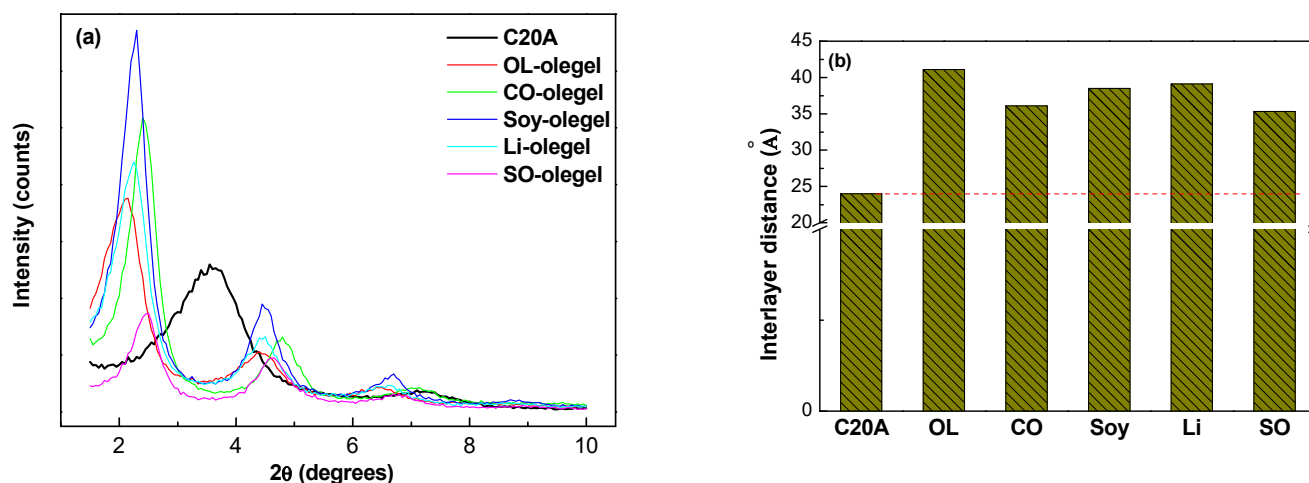 (a)
C20A
OL-olegel
CO-olegel
Soy-olegel
Li-olegel
SO-olegel
Intensity (counts)
2 4 6 8 10
2θ (degrees)
(b)
45
40
35
30
25
20
0
Interlayer distance (Å)
C20A OL CO Soy Li SO